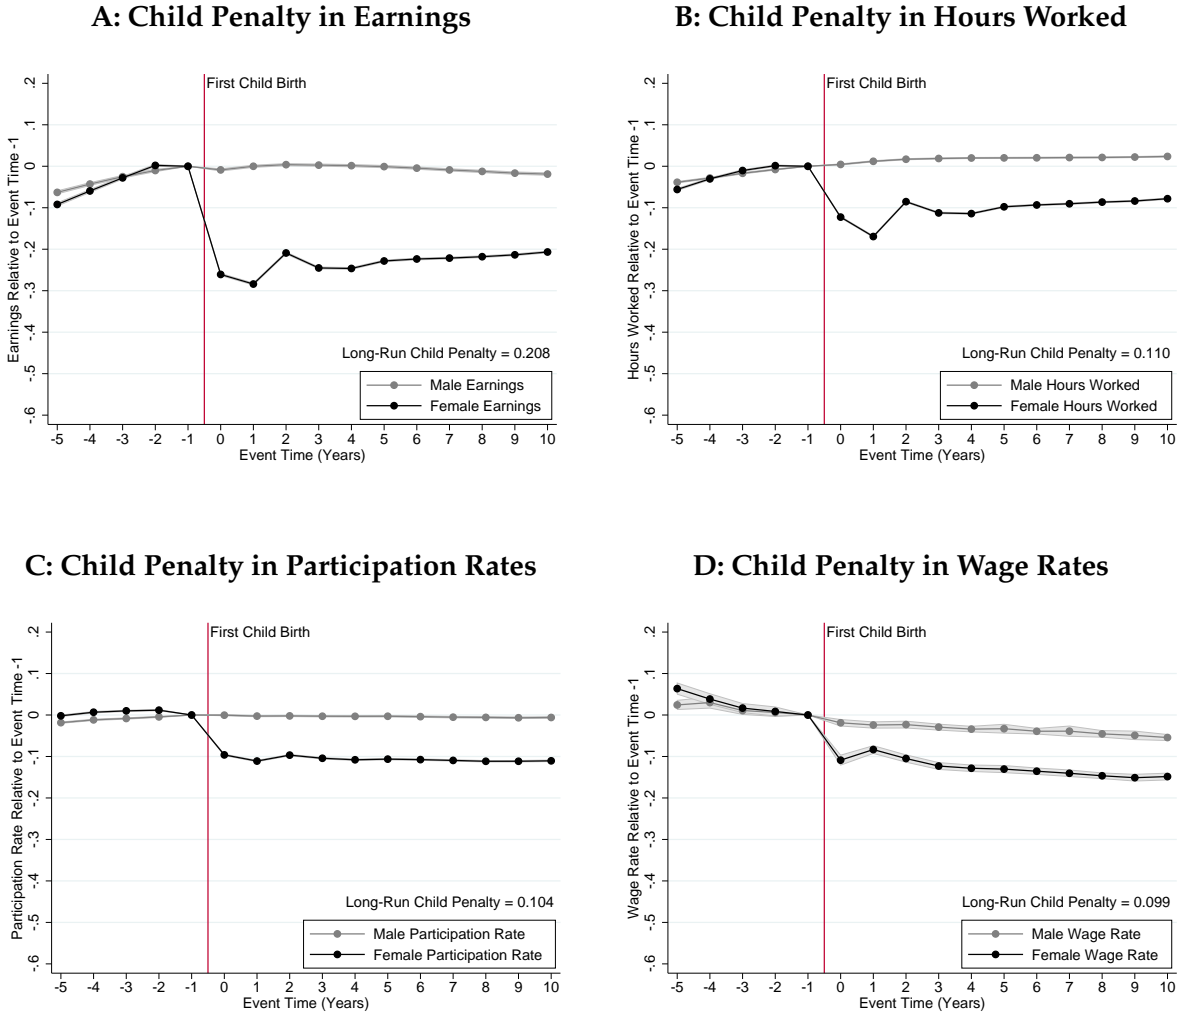 A: Child Penalty in Earnings
Earnings Relative to Event Time -1
.2
.1
0
-.1
-.2
-.3
-.4
-.5
-.6
First Child Birth
Long-Run Child Penalty = 0.208
Male Earnings
Female Earnings
-5 -4 -3 -2 -1 0 1 2 3 4 5 6 7 8 9 10
Event Time (Years)
B: Child Penalty in Hours Worked
Hours Worked Relative to Event Time -1
.2
.1
0
-.1
-.2
-.3
-.4
-.5
-.6
First Child Birth
Long-Run Child Penalty = 0.110
Male Hours Worked
Female Hours Worked
-5 -4 -3 -2 -1 0 1 2 3 4 5 6 7 8 9 10
Event Time (Years)
C: Child Penalty in Participation Rates
Participation Rate Relative to Event Time -1
.2
.1
0
-.1
-.2
-.3
-.4
-.5
-.6
First Child Birth
Long-Run Child Penalty = 0.104
Male Participation Rate
Female Participation Rate
-5 -4 -3 -2 -1 0 1 2 3 4 5 6 7 8 9 10
Event Time (Years)
D: Child Penalty in Wage Rates
Wage Rate Relative to Event Time -1
.2
.1
0
-.1
-.2
-.3
-.4
-.5
-.6
First Child Birth
Long-Run Child Penalty = 0.099
Male Wage Rate
Female Wage Rate
-5 -4 -3 -2 -1 0 1 2 3 4 5 6 7 8 9 10
Event Time (Years)